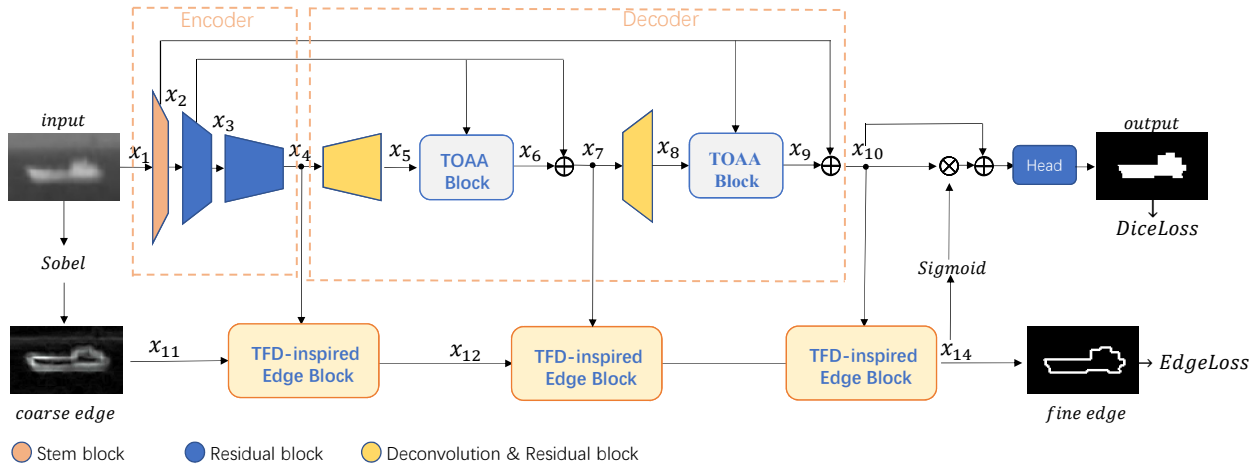 Encoder
Decoder
input
x₁
x₂
x₃
x₄
x₅
TOAA
Block
x₆
x₇
x₈
TOAA
Block
x₉
x₁₀
Head
output
DiceLoss
Sobel
Sigmoid
x₁₁
TFD-inspired
Edge Block
x₁₂
TFD-inspired
Edge Block
TFD-inspired
Edge Block
x₁₄
EdgeLoss
coarse edge
fine edge
Stem block
Residual block
Deconvolution & Residual block